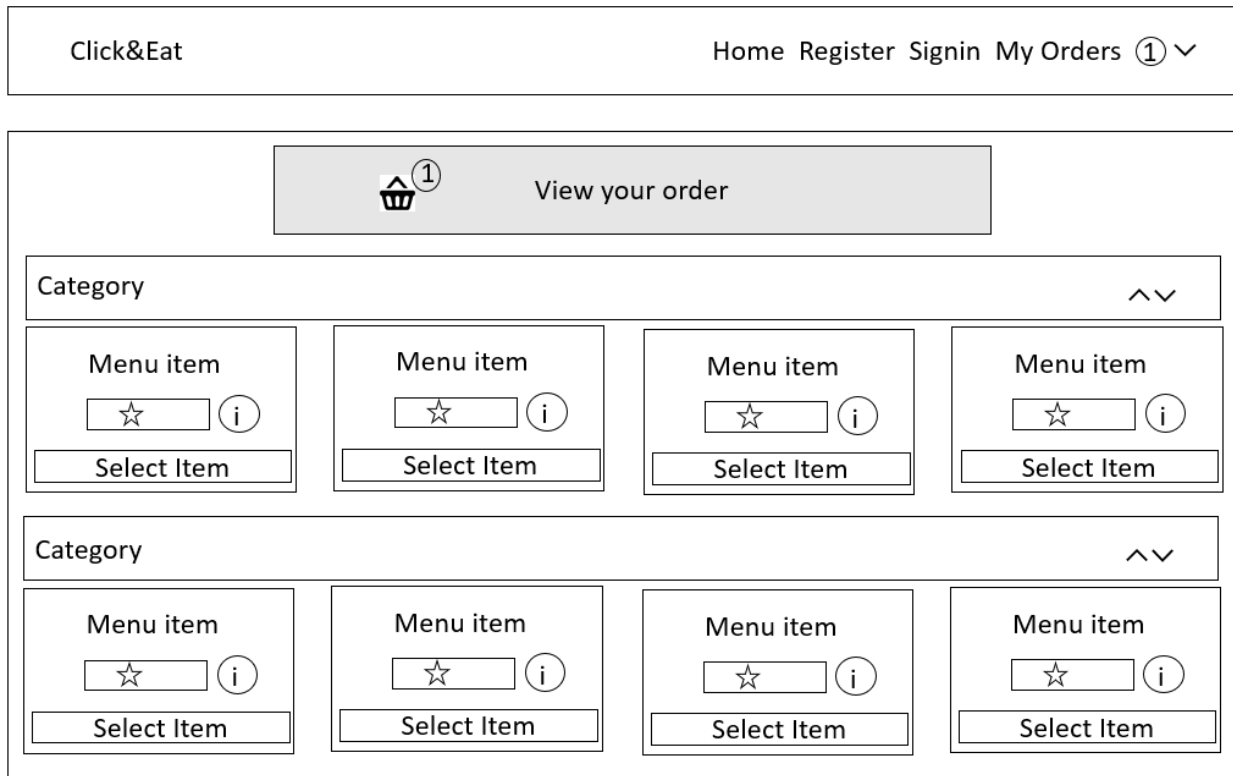 Click&Eat Home Register Signin My Orders 1
1 View your order
Category
Menu item Menu item Menu item Menu item
i i i i
Select Item Select Item Select Item Select Item
Category
Menu item Menu item Menu item Menu item
i i i i
Select Item Select Item Select Item Select Item